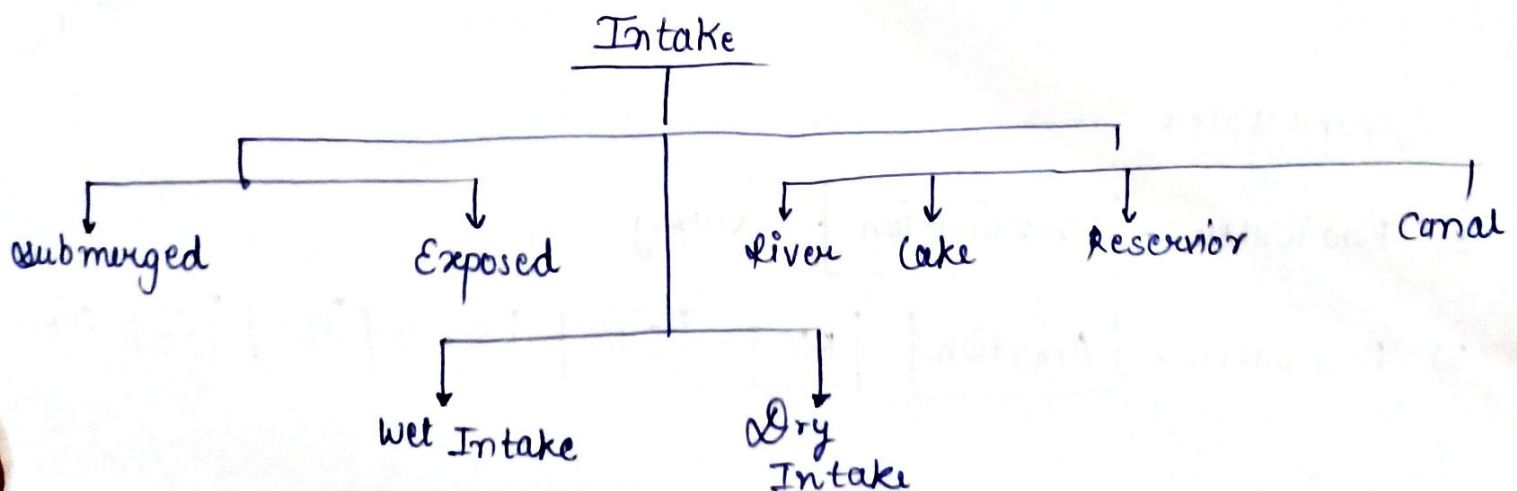 Intake
Submerged Exposed River Lake Reservior Canal
Wet Intake Dry
Intake